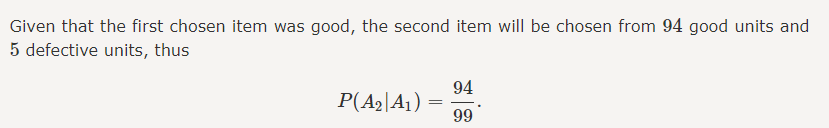 Given that the first chosen item was good, the second item will be chosen from 94 good units and
5 defective units, thus
P(A₂|A₁) = 94/99.